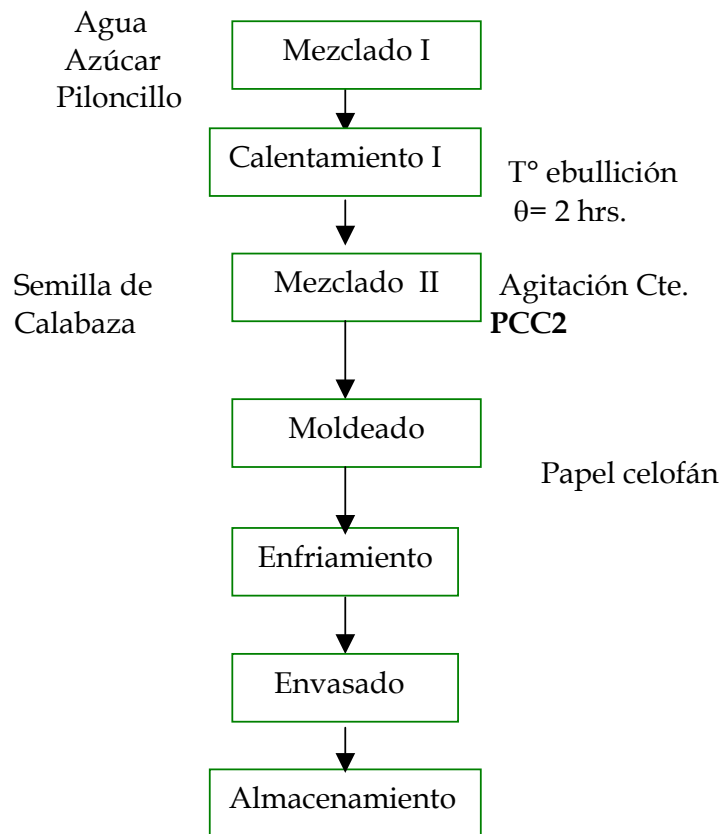 Agua
Azúcar
Piloncillo
Mezclado I
Calentamiento I
T° ebullición
θ= 2 hrs.
Semilla de
Calabaza
Mezclado II
Agitación Cte.
PCC2
Moldeado
Papel celofán
Enfriamiento
Envasado
Almacenamiento